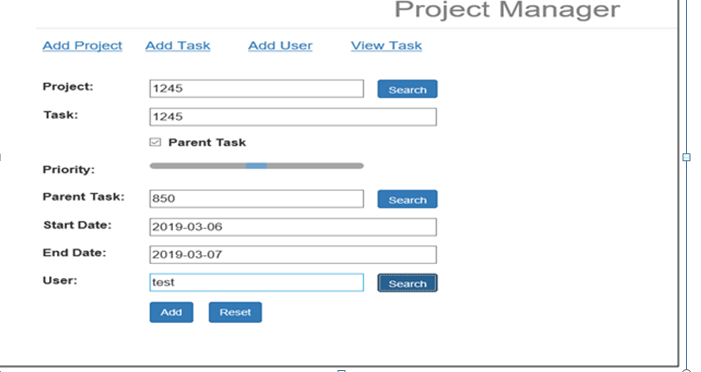 Project Manager
Add Project Add Task Add User View Task
Project: 1245 Search
Task: 1245
Parent Task
Priority:
Parent Task: 850 Search
Start Date: 2019-03-06
End Date: 2019-03-07
User: test Search
Add Reset